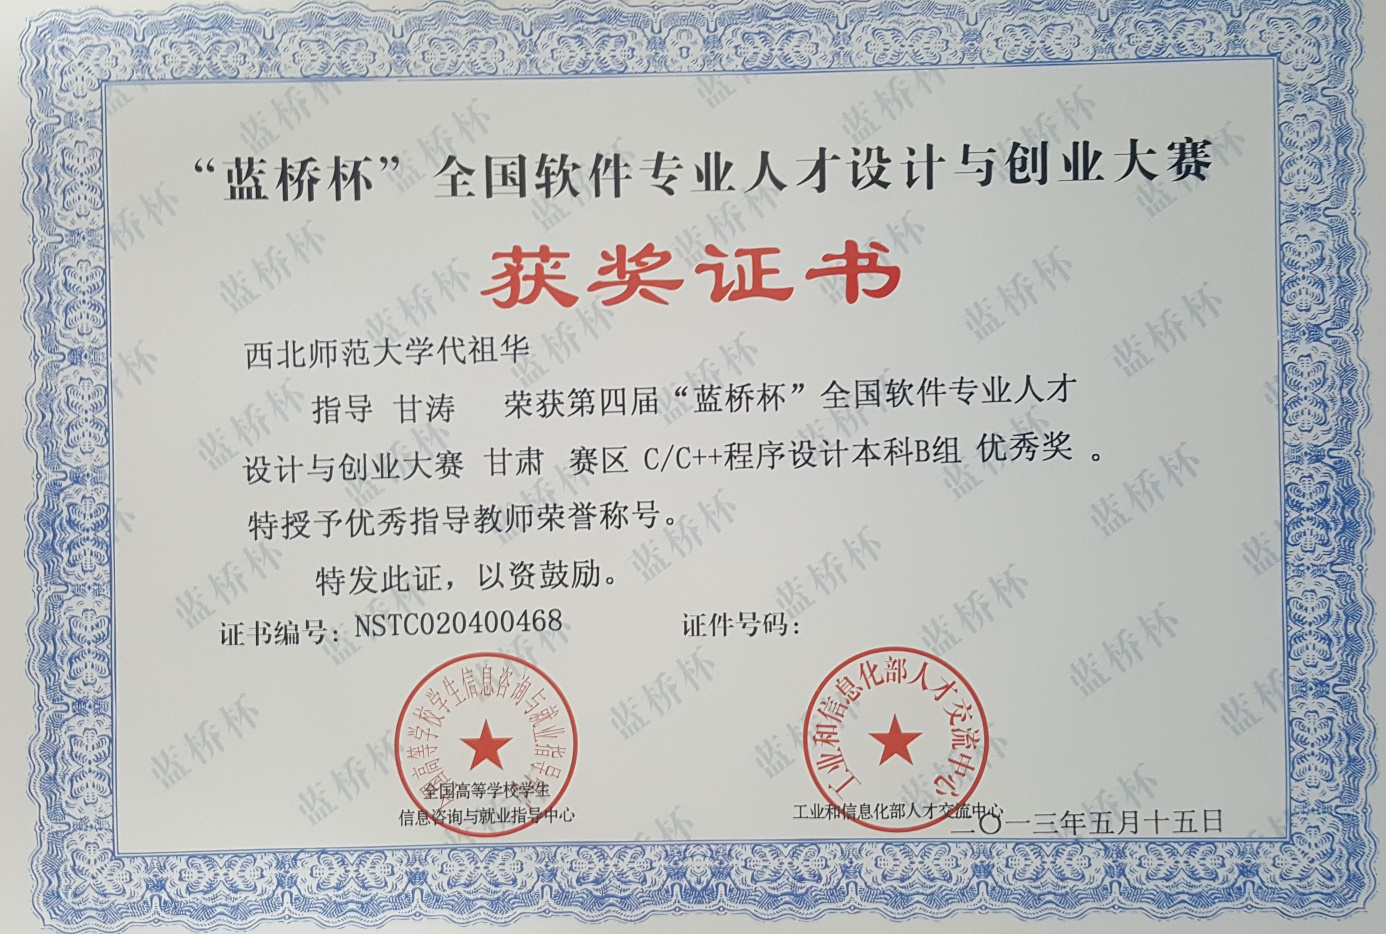 “蓝桥杯”全国软件专业人才设计与创业大赛
获奖证书
西北师范大学代祖华
指导 甘涛 荣获第四届“蓝桥杯”全国软件专业人才
设计与创业大赛 甘肃 赛区 C/C++程序设计本科B组 优秀奖 。
特授予优秀指导教师荣誉称号。
特发此证，以资鼓励。
证书编号：NSTC020400468 证件号码：
全国高等学校学生信息咨询与就业指导中心
工业和信息化部人才交流中心
全国高等学校学生
信息咨询与就业指导中心
工业和信息化部人才交流中心
二〇一三年五月十五日
蓝桥杯